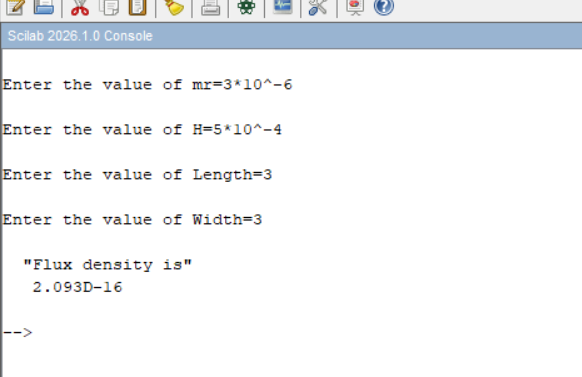 Scilab 2026.1.0 Console
Enter the value of mr=3*10^-6
Enter the value of H=5*10^-4
Enter the value of Length=3
Enter the value of Width=3
"Flux density is"
2.093D-16
-->